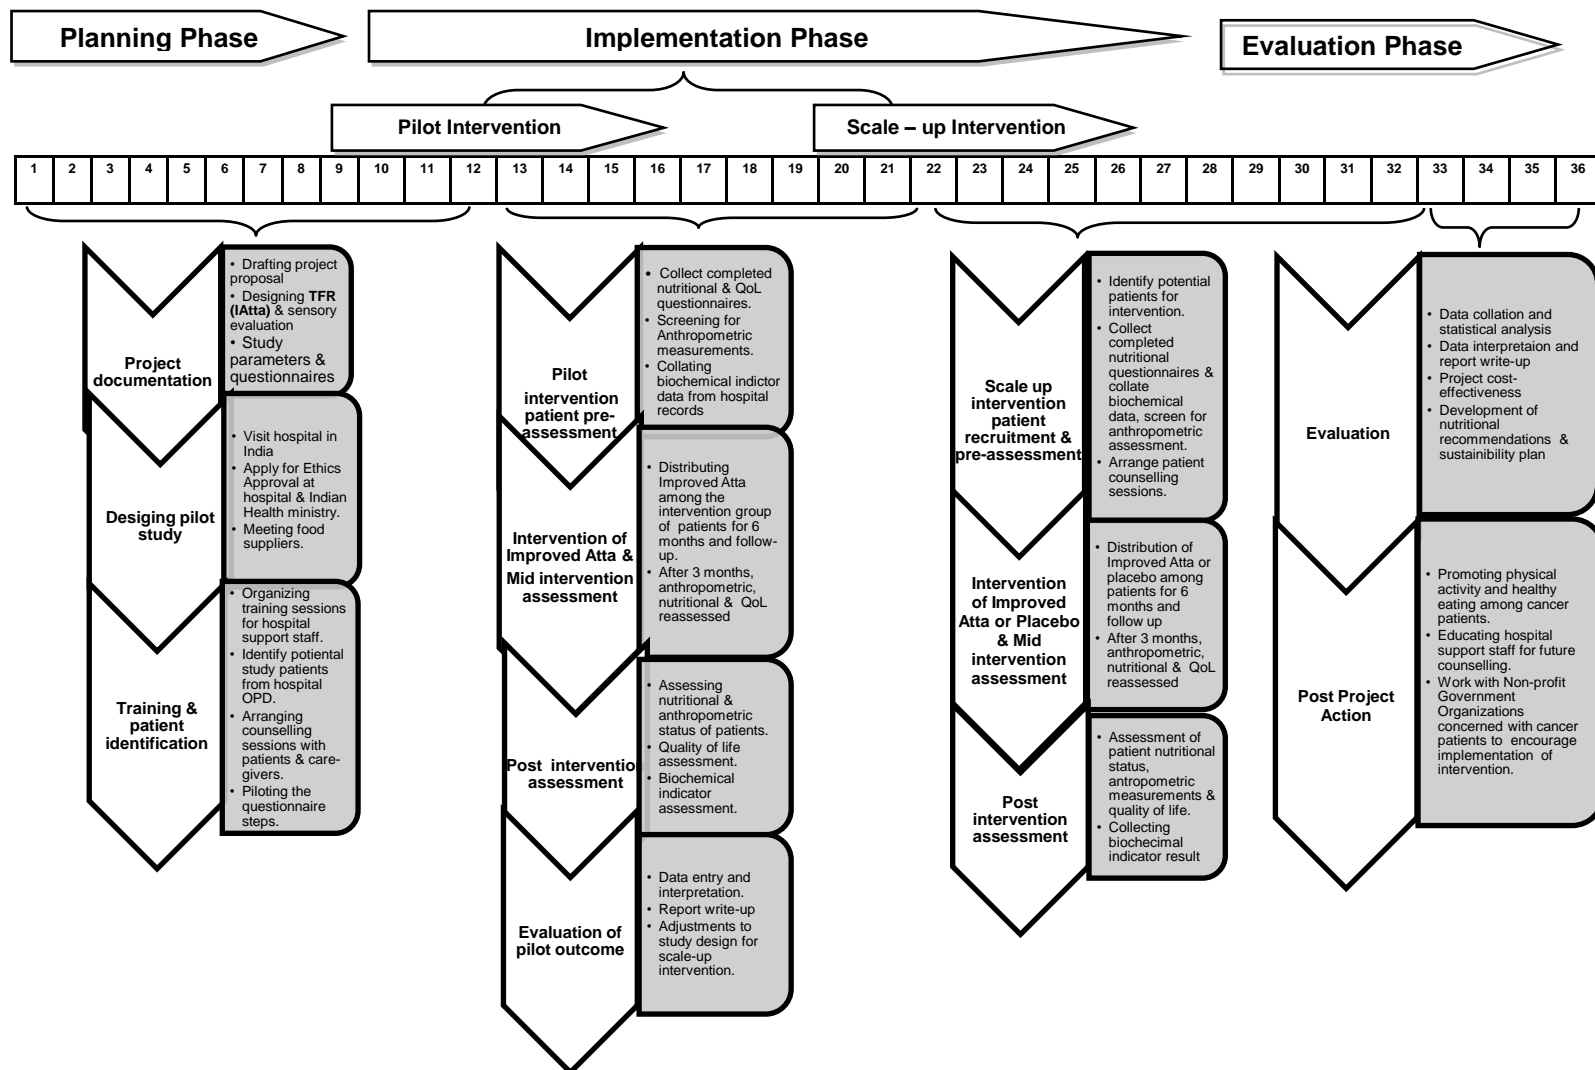 Planning Phase
Implementation Phase
Evaluation Phase
Pilot Intervention
Scale – up Intervention
1 2 3 4 5 6 7 8 9 10 11 12 13 14 15 16 17 18 19 20 21 22 23 24 25 26 27 28 29 30 31 32 33 34 35 36
Project
documentation
• Drafting project
proposal
• Designing TFR
(IAtta) & sensory
evaluation
• Study
parameters &
questionnaires
Desiging pilot
study
• Visit hospital in
India
• Apply for Ethics
Approval at
hospital & Indian
Health ministry.
• Meeting food
suppliers.
Training &
patient
identification
• Organizing
training sessions
for hospital
support staff.
• Identify potiental
study patients
from hospital
OPD.
• Arranging
counselling
sessions with
patients & care-
givers.
• Piloting the
questionnaire
steps.
Pilot
intervention
patient pre-
assessment
• Collect completed
nutritional & QoL
questionnaires.
• Screening for
Anthropometric
measurements.
• Collating
biochemical indictor
data from hospital
records
Intervention of
Improved Atta &
Mid intervention
assessment
• Distributing
Improved Atta
among the
intervention group
of patients for 6
months and follow-
up.
• After 3 months,
anthropometric,
nutritional & QoL
reassessed
Post intervention
assessment
• Assessing
nutritional &
anthropometric
status of patients.
• Quality of life
assessment.
• Biochemical
indicator
assessment.
Evaluation of
pilot outcome
• Data entry and
interpretation.
• Report write-up
• Adjustments to
study design for
scale-up
intervention.
Scale up
intervention
patient
recruitment &
pre-assessment
• Identify potential
patients for
intervention.
• Collect
completed
nutritional
questionnaires &
collate
biochemical
data, screen for
anthropometric
assessment.
• Arrange patient
counselling
sessions.
Intervention
of Improved
Atta or Placebo
& Mid
intervention
assessment
• Distribution of
Improved Atta or
placebo among
patients for 6
months and
follow up
• After 3 months,
anthropometric,
nutritional & QoL
reassessed
Post
intervention
assessment
• Assessment of
patient nutritional
status,
antropometric
measurements &
quality of life.
• Collecting
biochecimal
indicator result
Evaluation
• Data collation and
statistical analysis
• Data interpretaion and
report write-up
• Project cost-
effectiveness
• Development of
nutritional
recommendations &
sustainibility plan
Post Project
Action
• Promoting physical
activity and healthy
eating among cancer
patients.
• Educating hospital
support staff for future
counselling.
• Work with Non-profit
Government
Organizations
concerned with cancer
patients to encourage
implementation of
intervention.